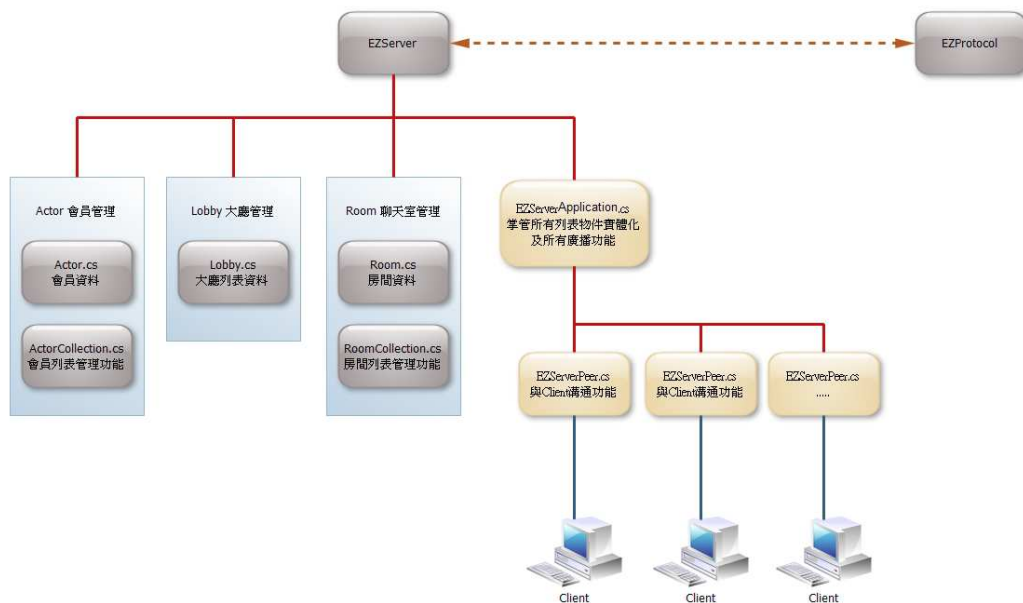 EZServer
EZProtocol
Actor 會員管理
Actor.cs
會員資料
ActorCollection.cs
會員列表管理功能
Lobby 大廳管理
Lobby.cs
大廳列表資料
Room 聊天室管理
Room.cs
房間資料
RoomCollection.cs
房間列表管理功能
EZServerApplication.cs
掌管所有列表物件實體化
及所有廣播功能
EZServerPeer.cs
與Client溝通功能
EZServerPeer.cs
與Client溝通功能
EZServerPeer.cs
.....
Client
Client
Client